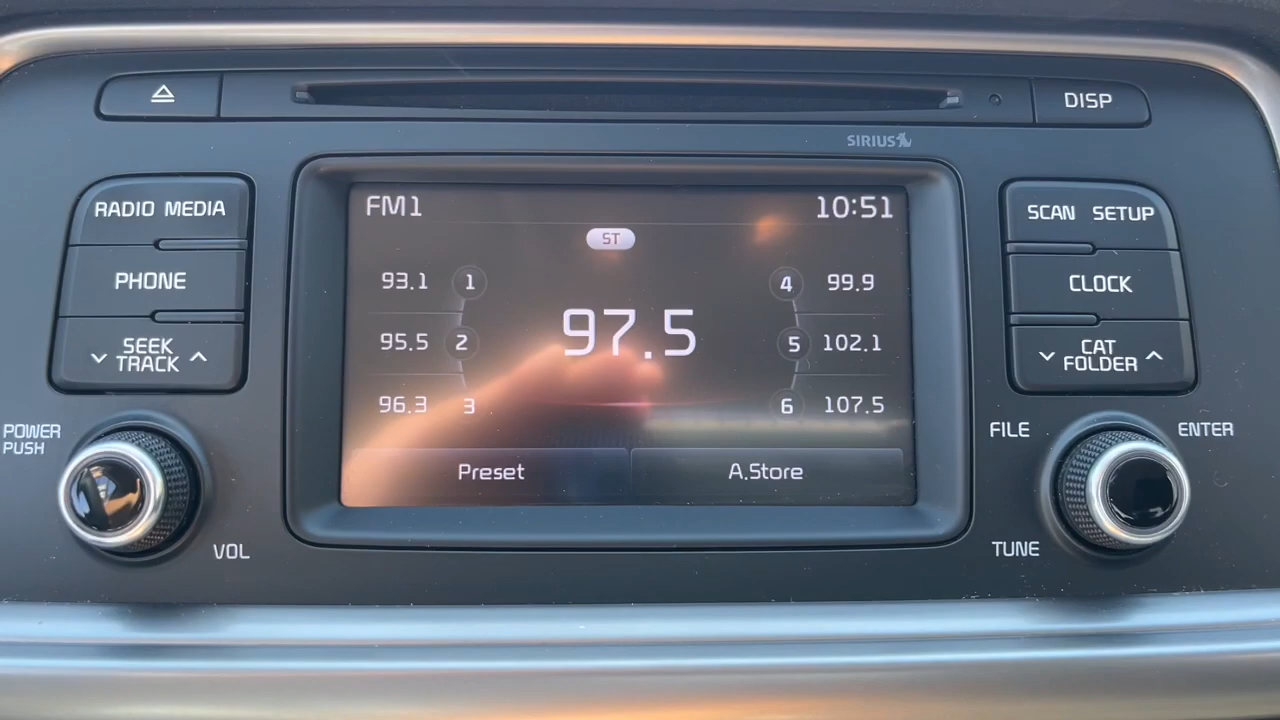 DISP
SIRIUS
RADIO MEDIA
PHONE
SEEK
TRACK
POWER
PUSH
VOL
FM1
10:51
ST
93.1 1
95.5 2
96.3 3
97.5
4 99.9
5 102.1
6 107.5
Preset
A.Store
SCAN SETUP
CLOCK
CAT
FOLDER
FILE
ENTER
TUNE